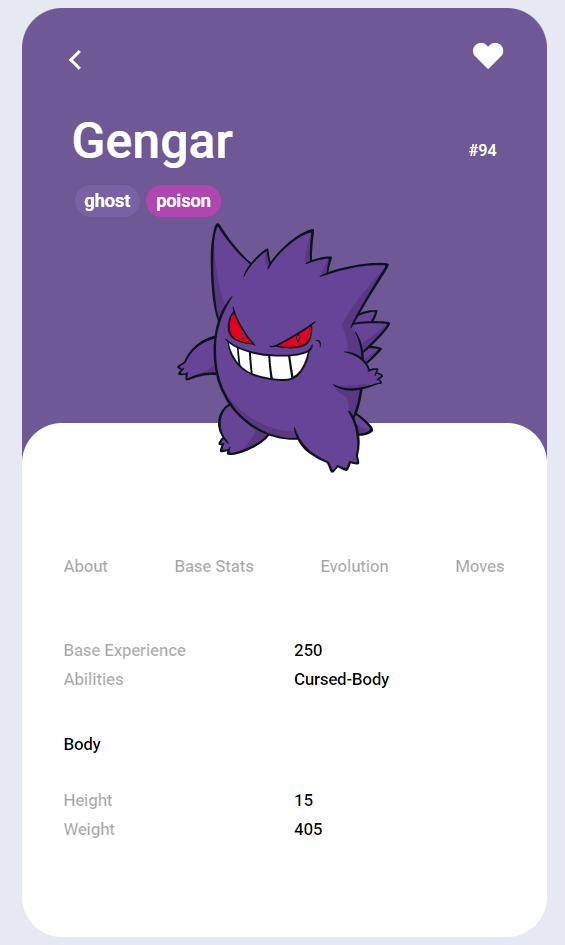 Gengar
#94
ghost poison
About Base Stats Evolution Moves
Base Experience 250
Abilities Cursed-Body
Body
Height 15
Weight 405